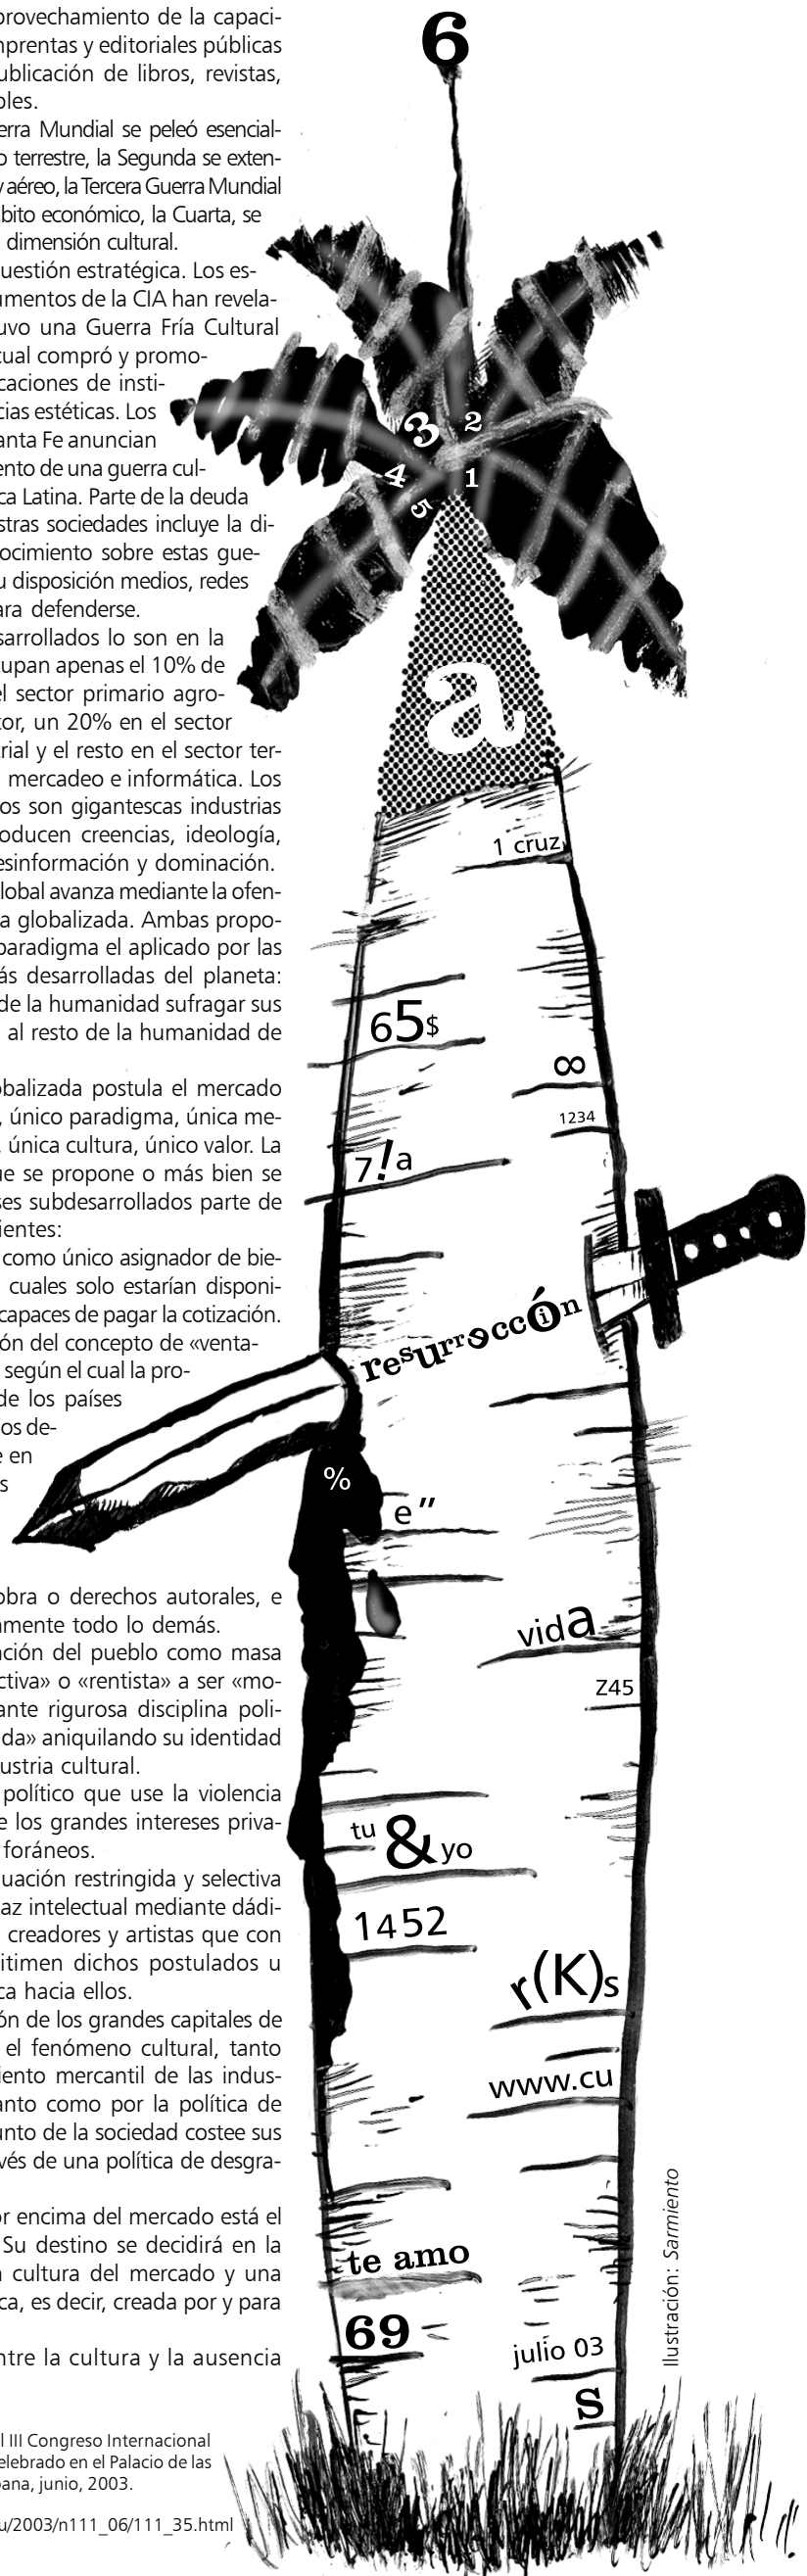 provechamiento de la capaci-
mprentas y editoriales públicas
ublicación de libros, revistas,
bles.
erra Mundial se peleó esencial-
o terrestre, la Segunda se exten-
y aéreo, la Tercera Guerra Mundial
bito económico, la Cuarta, se
dimensión cultural.
uestión estratégica. Los es-
umentos de la CIA han revela-
uvo una Guerra Fría Cultural
cual compró y promo-
caciones de insti-
cias estéticas. Los
anta Fe anuncian
ento de una guerra cul-
ca Latina. Parte de la deuda
stras sociedades incluye la di-
ocimiento sobre estas gue-
u disposición medios, redes
ara defenderse.
sarrollados lo son en la
cupan apenas el 10% de
el sector primario agro-
tor, un 20% en el sector
trial y el resto en el sector ter-
mercadeo e informática. Los
os son gigantescas industrias
oducen creencias, ideología,
esinformación y dominación.
global avanza mediante la ofen-
a globalizada. Ambas propo-
paradigma el aplicado por las
ás desarrolladas del planeta:
de la humanidad sufragar sus
al resto de la humanidad de
obalizada postula el mercado
, único paradigma, única me-
, única cultura, único valor. La
ue se propone o más bien se
ses subdesarrollados parte de
ientes:
como único asignador de bie-
cuales solo estarían disponi-
capaces de pagar la cotización.
ón del concepto de «venta-
según el cual la pro-
de los países
os de-
e en
s
obra o derechos autorales, e
amente todo lo demás.
ación del pueblo como masa
ctiva» o «rentista» a ser «mo-
ante rigurosa disciplina poli-
da» aniquilando su identidad
ustria cultural.
político que use la violencia
e los grandes intereses priva-
foráneos.
uación restringida y selectiva
az intelectual mediante dádi-
creadores y artistas que con
itimen dichos postulados u
ca hacia ellos.
ón de los grandes capitales de
el fenómeno cultural, tanto
iento mercantil de las indus-
anto como por la política de
unto de la sociedad costee sus
vés de una política de desgra-
or encima del mercado está el
Su destino se decidirá en la
a cultura del mercado y una
ca, es decir, creada por y para
ntre la cultura y la ausencia
l III Congreso Internacional
elebrado en el Palacio de las
bana, junio, 2003.
u/2003/n111_06/111_35.html
6
3 2
4 1
5
a
1 cruz
65$
∞
1234
7!a
resurrección
%
e"
vida
Z45
tu & yo
1452
r(K)s
www.cu
te amo
69
julio 03
S
Ilustración: Sarmiento